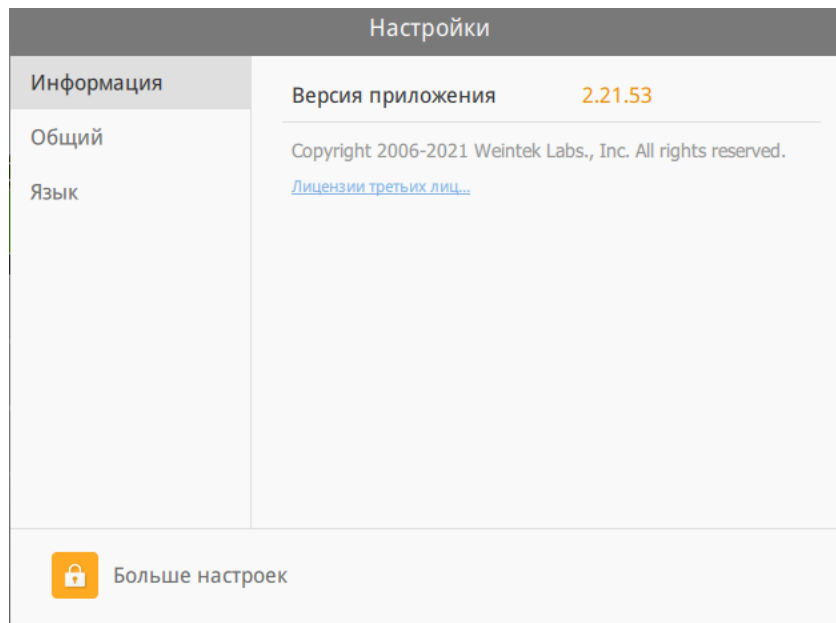 Настройки
Информация
Общий
Язык
Версия приложения 2.21.53
Copyright 2006-2021 Weintek Labs., Inc. All rights reserved.
Лицензии третьих лиц...
Больше настроек